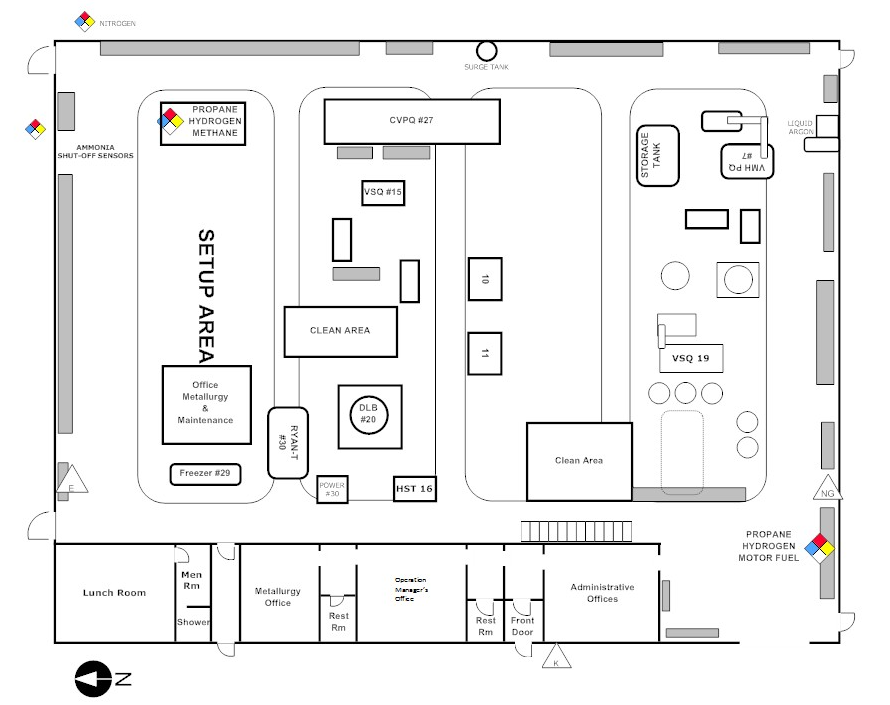 NITROGEN
SURGE TANK
PROPANE
HYDROGEN
METHANE
CVPQ #27
STORAGE
TANK
LIQUID
ARGON
VMH PQ
#7
AMMONIA
SHUT-OFF SENSORS
VSQ #15
SETUP AREA
10
CLEAN AREA
11
VSQ 19
Office
Metallurgy
&
Maintenance
DLB
#20
RYAN-T
#30
Clean Area
Freezer #29
POWER
#30
HST 16
E
NG
PROPANE
HYDROGEN
MOTOR FUEL
Lunch Room
Men
Rm
Shower
Metallurgy
Office
Rest
Rm
Operation
Manager's
Office
Rest
Rm
Front
Door
Administrative
Offices
K
N